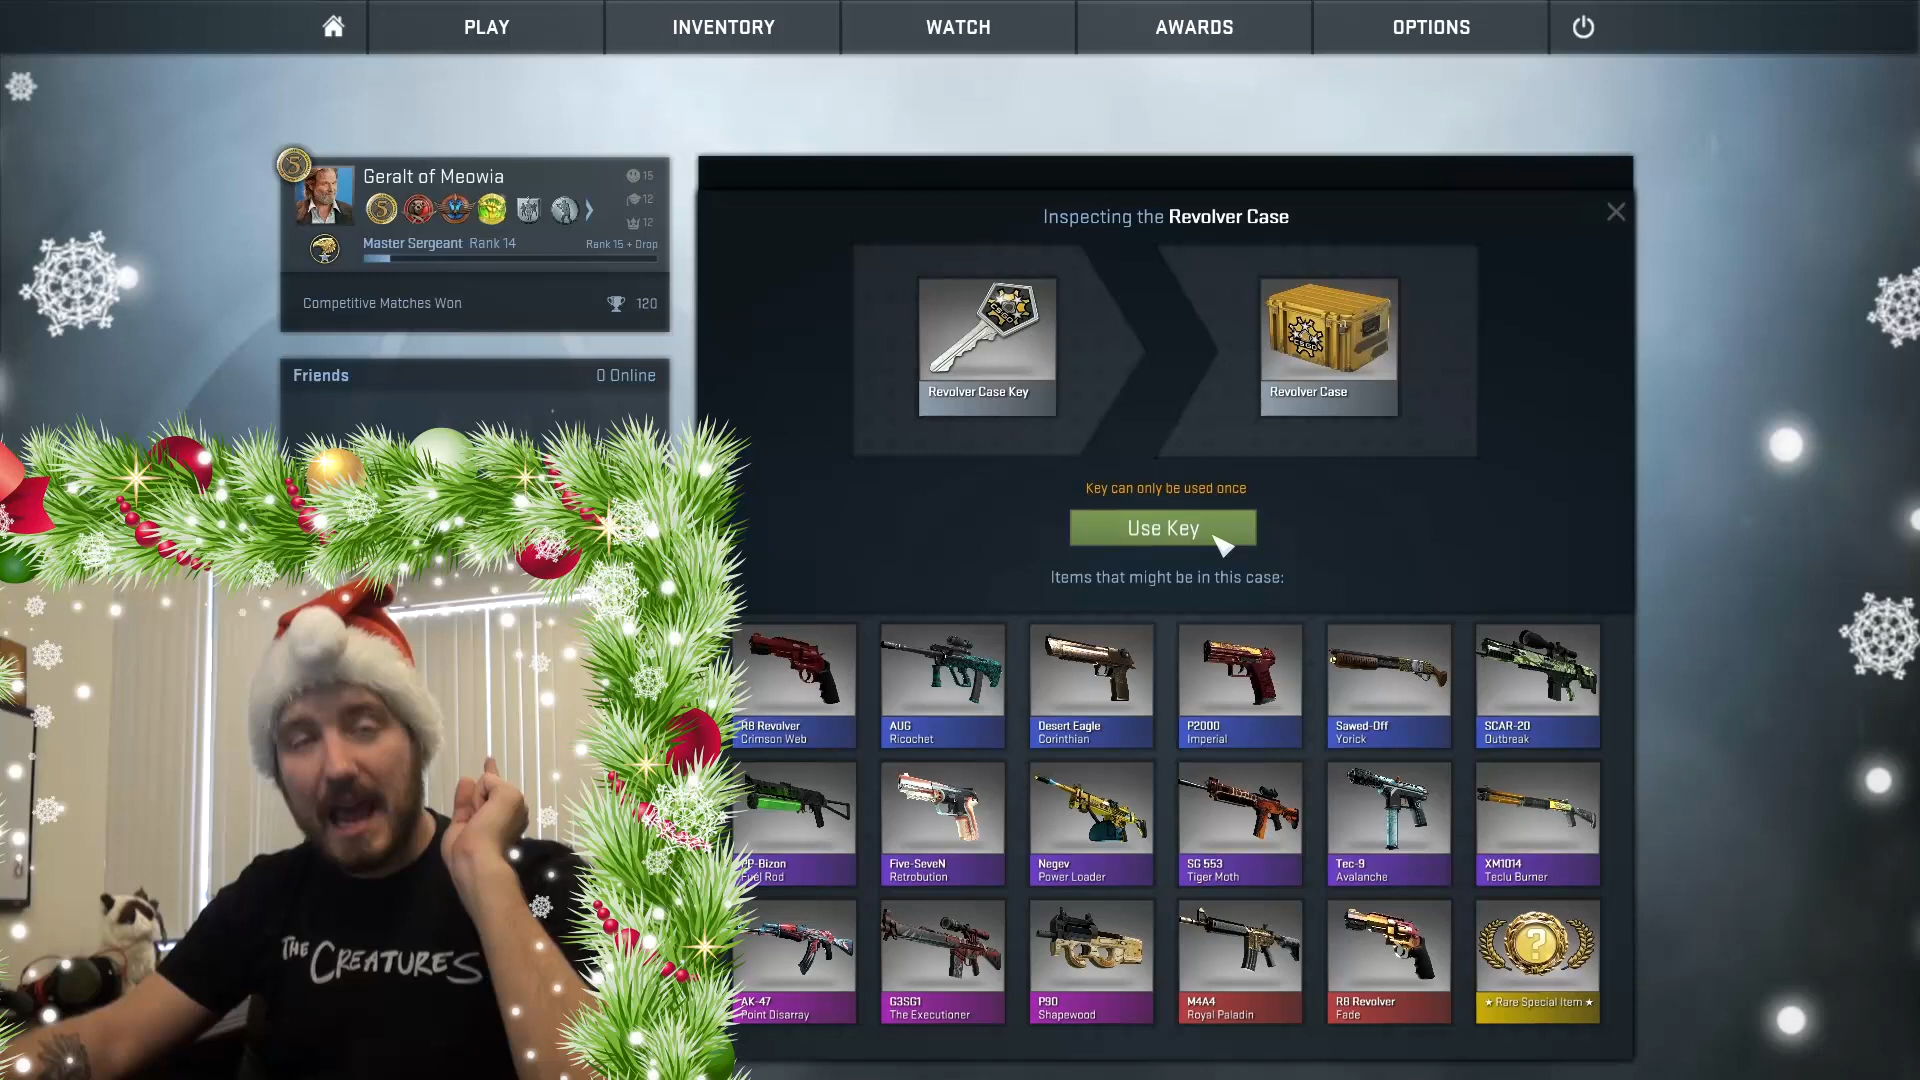 PLAY
INVENTORY
WATCH
AWARDS
OPTIONS
5
Geralt of Meowia
15
5
12
12
Master Sergeant Rank 14
Rank 15 + Drop
Competitive Matches Won
120
Friends
0 Online
Inspecting the Revolver Case
CSGO
CSGO
Revolver Case Key
Revolver Case
Key can only be used once
Use Key
Items that might be in this case:
R8 Revolver
Crimson Web
AUG
Ricochet
Desert Eagle
Corinthian
P2000
Imperial
Sawed-Off
Yorick
SCAR-20
Outbreak
PP-Bizon
Fuel Rod
Five-SeveN
Retrobution
Negev
Power Loader
SG 553
Tiger Moth
Tec-9
Avalanche
XM1014
Teclu Burner
AK-47
Point Disarray
G3SG1
The Executioner
P90
Shapewood
M4A4
Royal Paladin
R8 Revolver
Fade
?
★ Rare Special Item ★
THE CREATURES